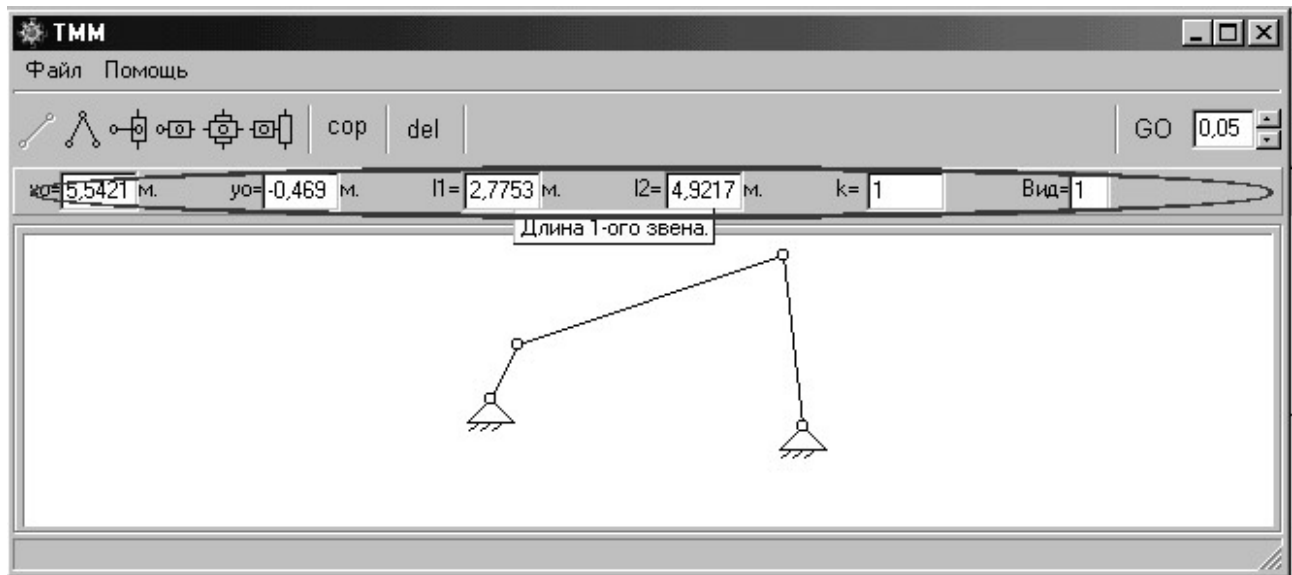 ТММ
Файл Помощь
cop del GO 0,05
xo= 5,5421 м. yo= -0,469 м. l1= 2,7753 м. l2= 4,9217 м. k= 1 Вид= 1
Длина 1-ого звена.